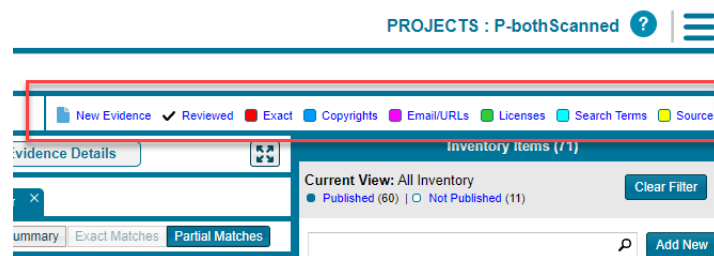 PROJECTS : P-bothScanned ?
New Evidence Reviewed Exact Copyrights Email/URLs Licenses Search Terms Source
vidence Details
Inventory Items (71)
Current View: All Inventory
Published (60) | Not Published (11)
Clear Filter
ummary Exact Matches Partial Matches
Add New